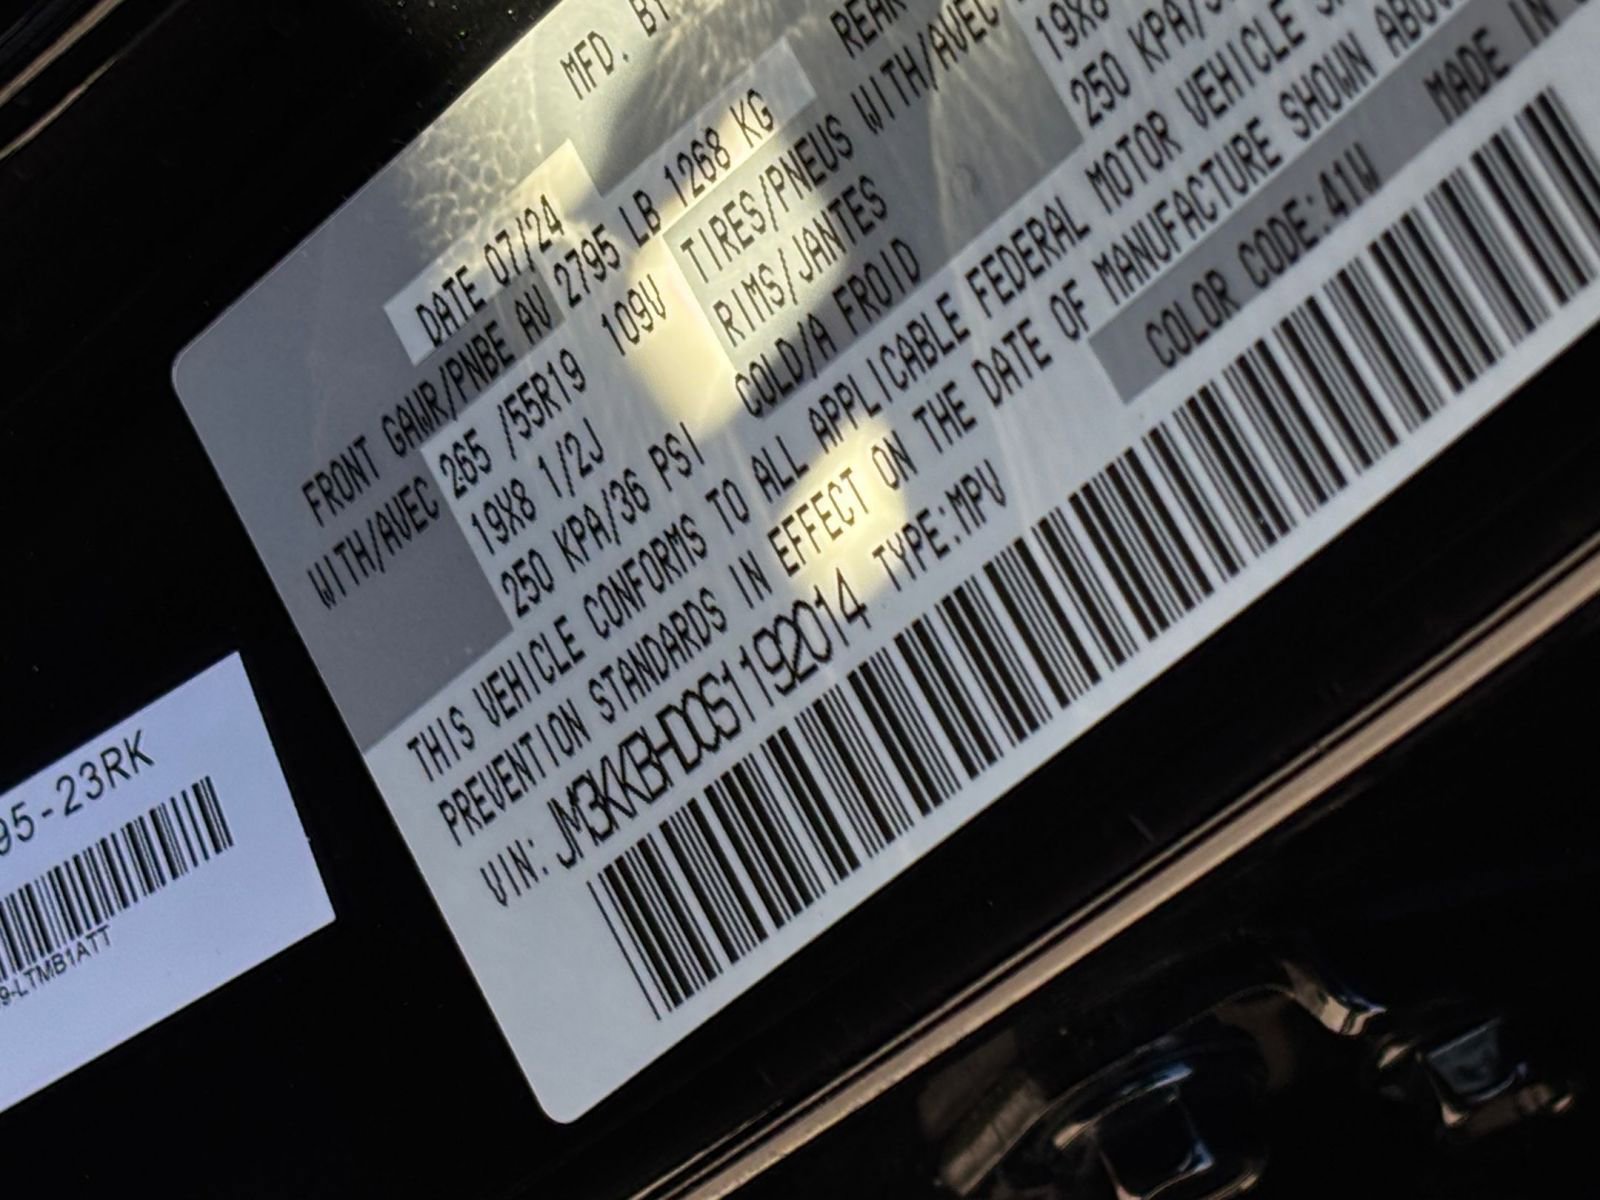 MFD. BY
DATE 07/24
FRONT GAWR/PNBE AV 2795 LB 1268 KG
REAR
WITH/AVEC 265 /55R19 109V TIRES/PNEUS WITH/AVEC
19X8 1/2J RIMS/JANTES 19X8
250 KPA/36 PSI COLD/A FROID 250 KPA/
THIS VEHICLE CONFORMS TO ALL APPLICABLE FEDERAL MOTOR VEHICLE
PREVENTION STANDARDS IN EFFECT ON THE DATE OF MANUFACTURE SHOWN
VIN: JM3KKBHD0S1192014 TYPE:MPV COLOR CODE:41W MADE IN
95-23RK
9-LTMB1ATT